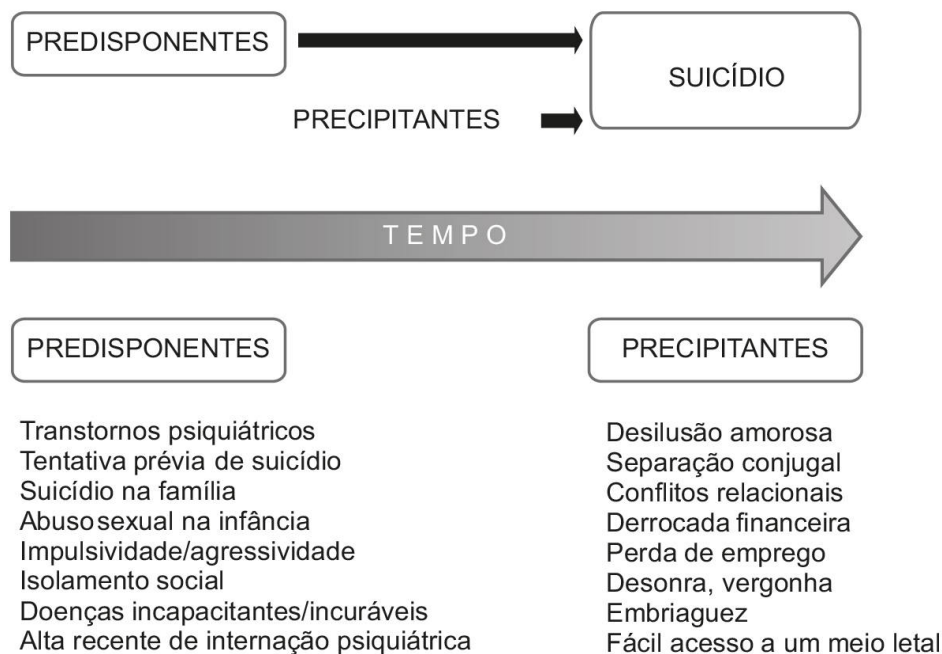 PREDISPONENTES
SUICÍDIO
PRECIPITANTES
TEMPO
PREDISPONENTES
Transtornos psiquiátricos
Tentativa prévia de suicídio
Suicídio na família
Abuso sexual na infância
Impulsividade/agressividade
Isolamento social
Doenças incapacitantes/incuráveis
Alta recente de internação psiquiátrica
PRECIPITANTES
Desilusão amorosa
Separação conjugal
Conflitos relacionais
Derrocada financeira
Perda de emprego
Desonra, vergonha
Embriaguez
Fácil acesso a um meio letal